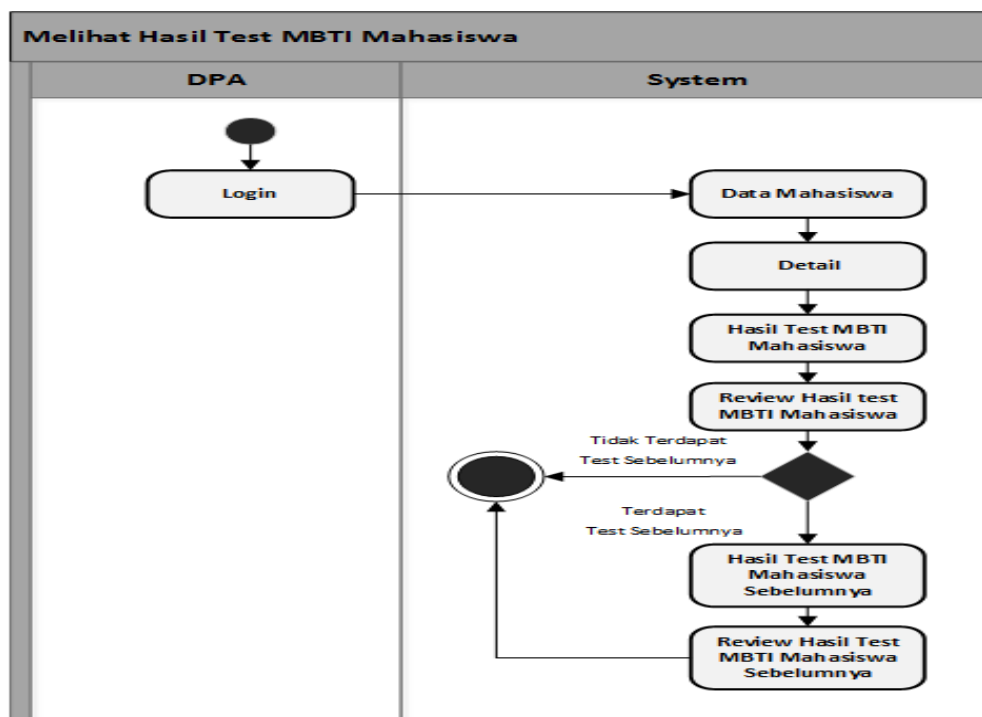 Melihat Hasil Test MBTI Mahasiswa
DPA
System
Login
Data Mahasiswa
Detail
Hasil Test MBTI
Mahasiswa
Review Hasil test
MBTI Mahasiswa
Tidak Terdapat
Test Sebelumnya
Terdapat
Test Sebelumnya
Hasil Test MBTI
Mahasiswa
Sebelumnya
Review Hasil Test
MBTI Mahasiswa
Sebelumnya